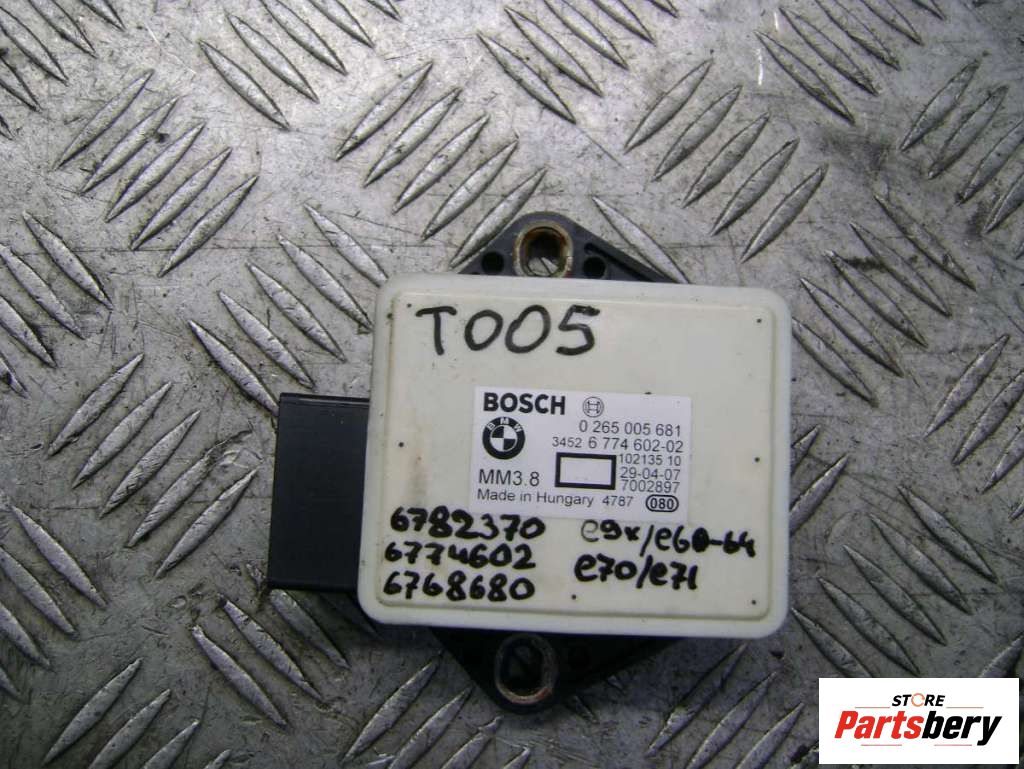 T005
BOSCH
BMW
0 265 005 681
3452 6 774 602-02
102135 10
29-04-07
MM3.8
7002897
Made in Hungary 4787 080
6782370
6774602
6768680
e9x/e60-64
e70/e71
STORE
Partsbery